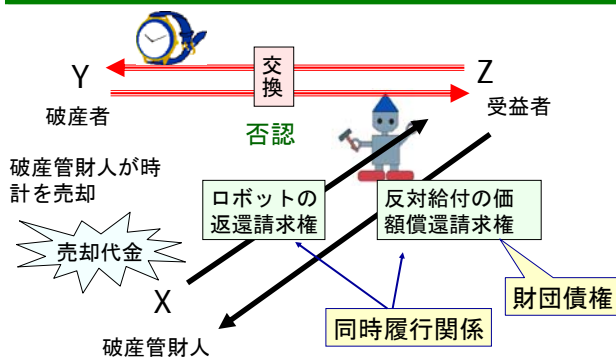 交
換
Y
Z
破産者
受益者
否認
破産管財人が時
計を売却
ロボットの
返還請求権
反対給付の価
額償還請求権
売却代金
財団債権
X
同時履行関係
破産管財人